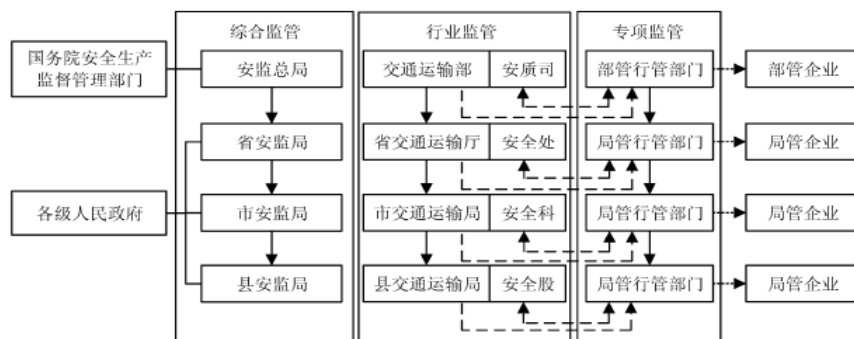 综合监管
行业监管
专项监管
国务院安全生产
监督管理部门
安监总局
交通运输部
安质司
部管行管部门
部管企业
省安监局
省交通运输厅
安全处
局管行管部门
局管企业
各级人民政府
市安监局
市交通运输局
安全科
局管行管部门
局管企业
县安监局
县交通运输局
安全股
局管行管部门
局管企业